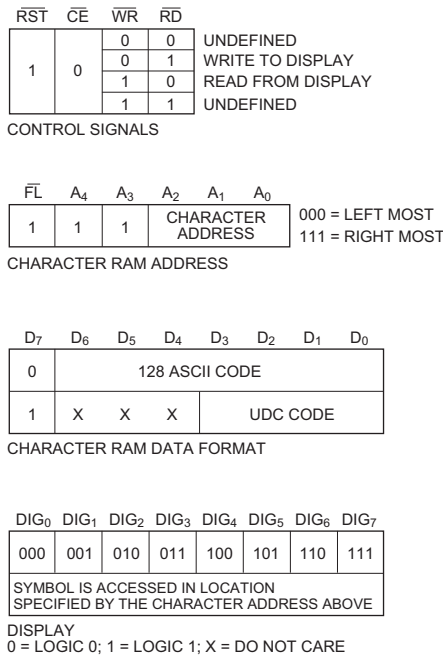 R̅S̅T̅ C̅E̅ W̅R̅ R̅D̅
0 0 UNDEFINED
1 0 0 1 WRITE TO DISPLAY
1 0 READ FROM DISPLAY
1 1 UNDEFINED
CONTROL SIGNALS
F̅L̅ A4 A3 A2 A1 A0
1 1 1 CHARACTER ADDRESS 000 = LEFT MOST
111 = RIGHT MOST
CHARACTER RAM ADDRESS
D7 D6 D5 D4 D3 D2 D1 D0
0 128 ASCII CODE
1 X X X UDC CODE
CHARACTER RAM DATA FORMAT
DIG0 DIG1 DIG2 DIG3 DIG4 DIG5 DIG6 DIG7
000 001 010 011 100 101 110 111
SYMBOL IS ACCESSED IN LOCATION
SPECIFIED BY THE CHARACTER ADDRESS ABOVE
DISPLAY
0 = LOGIC 0; 1 = LOGIC 1; X = DO NOT CARE